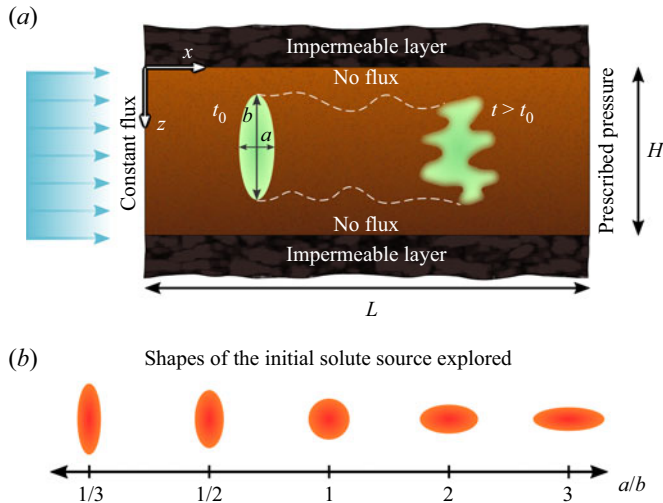 (a)
Impermeable layer
x
No flux
Constant flux
z
t₀
b
a
t > t₀
Prescribed pressure
H
No flux
Impermeable layer
L
(b)
Shapes of the initial solute source explored
1/3 1/2 1 2 3 a/b